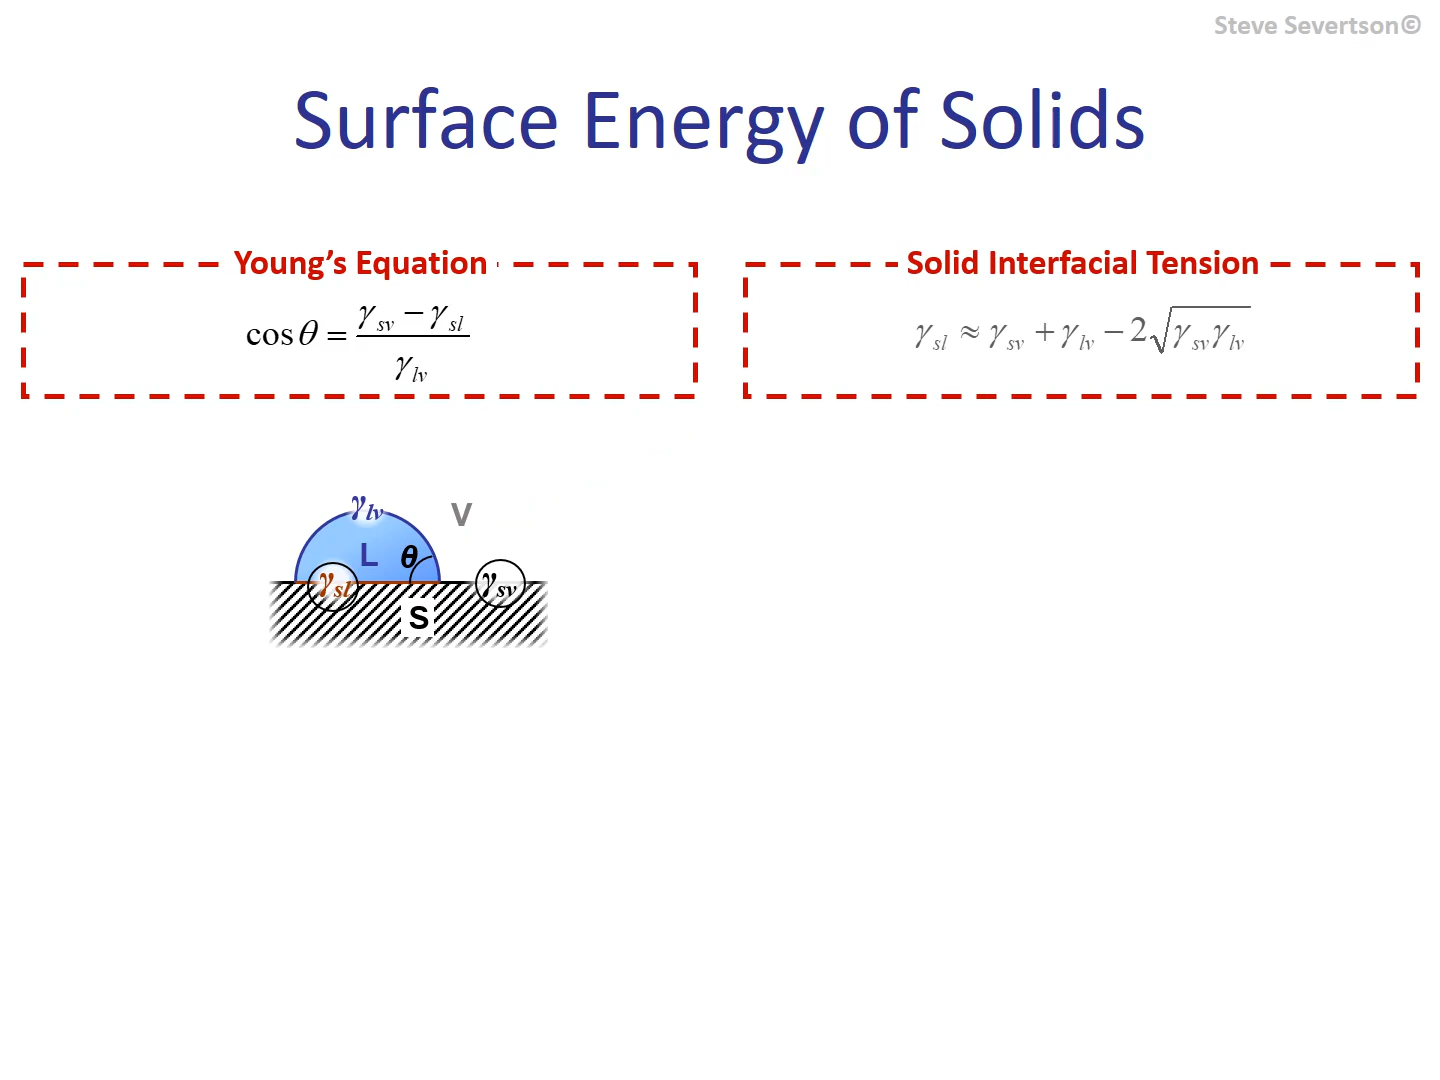 Steve Severtson©
Surface Energy of Solids
Young’s Equation
cos θ = (γsv − γsl) / γlv
Solid Interfacial Tension
γsl ≈ γsv + γlv − 2√(γsvγlv)
γlv
V
L
θ
γsl
γsv
S